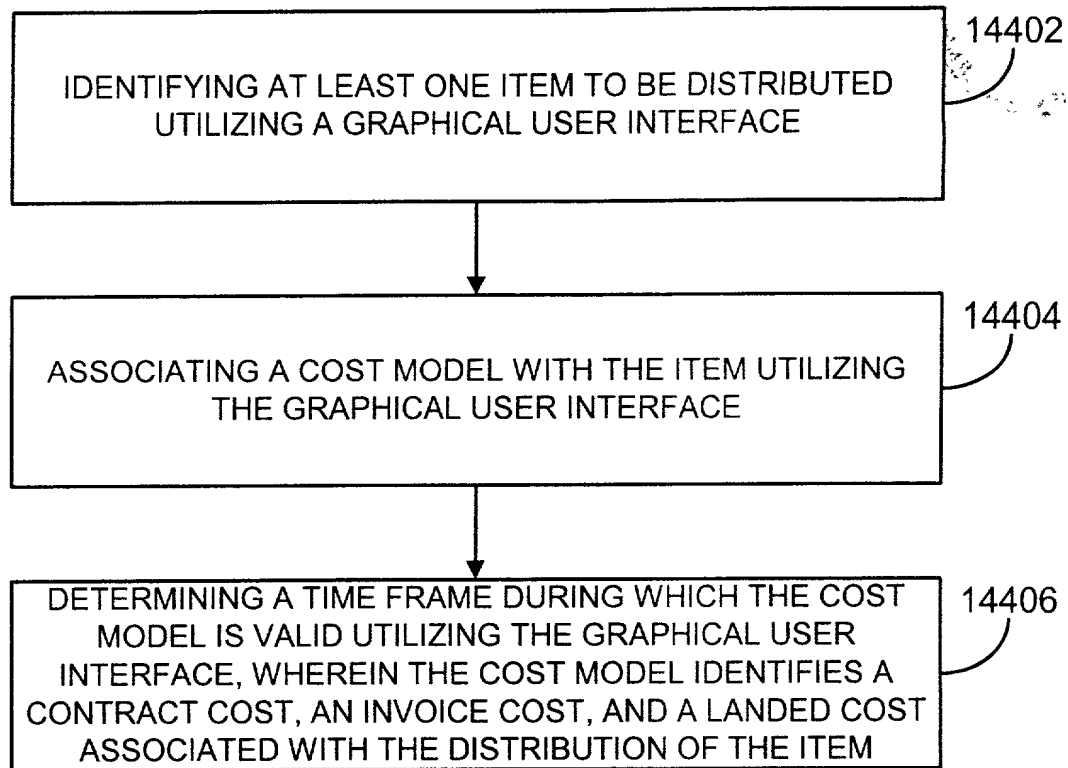 14402
IDENTIFYING AT LEAST ONE ITEM TO BE DISTRIBUTED
UTILIZING A GRAPHICAL USER INTERFACE
14404
ASSOCIATING A COST MODEL WITH THE ITEM UTILIZING
THE GRAPHICAL USER INTERFACE
14406
DETERMINING A TIME FRAME DURING WHICH THE COST
MODEL IS VALID UTILIZING THE GRAPHICAL USER
INTERFACE, WHEREIN THE COST MODEL IDENTIFIES A
CONTRACT COST, AN INVOICE COST, AND A LANDED COST
ASSOCIATED WITH THE DISTRIBUTION OF THE ITEM